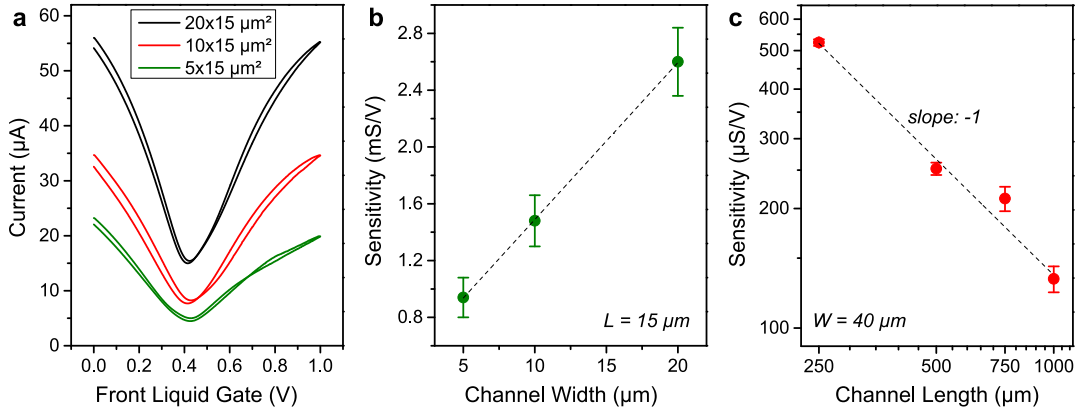 a
20x15 µm²
10x15 µm²
5x15 µm²
60
50
40
30
20
10
0
Current (µA)
0.0 0.2 0.4 0.6 0.8 1.0
Front Liquid Gate (V)
b
2.8
2.4
2.0
1.6
1.2
0.8
Sensitivity (mS/V)
L = 15 µm
5 10 15 20
Channel Width (µm)
c
600
500
400
300
200
100
Sensitivity (µS/V)
slope: -1
W = 40 µm
250 500 750 1000
Channel Length (µm)